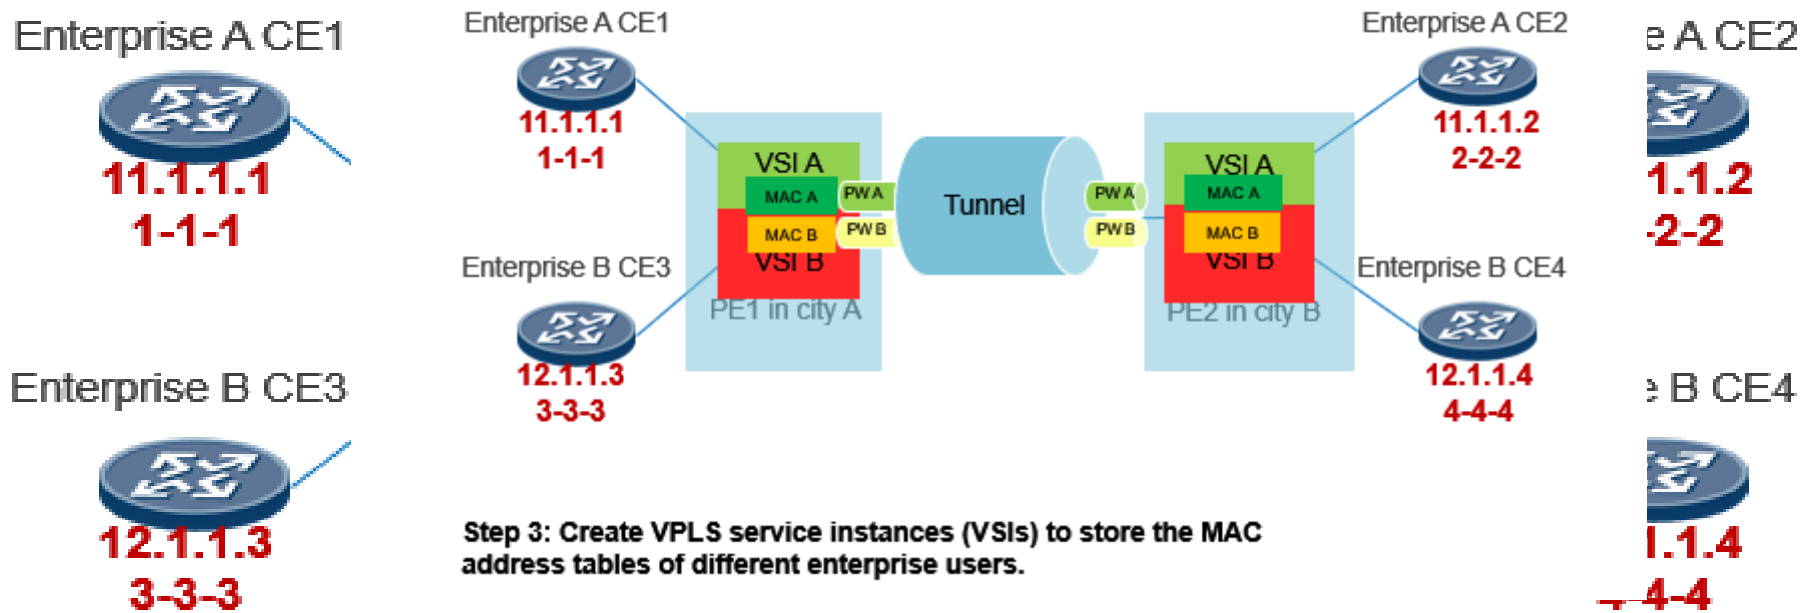 Enterprise A CE1
11.1.1.1
1-1-1
Enterprise B CE3
12.1.1.3
3-3-3
Enterprise A CE1
11.1.1.1
1-1-1
Enterprise B CE3
12.1.1.3
3-3-3
VSI A
MAC A
MAC B
VSI B
PE1 in city A
PW A
PW B
Tunnel
PW A
PW B
VSI A
MAC A
MAC B
VSI B
PE2 in city B
Enterprise A CE2
11.1.1.2
2-2-2
Enterprise B CE4
12.1.1.4
4-4-4
Step 3: Create VPLS service instances (VSIs) to store the MAC
address tables of different enterprise users.
e A CE2
1.1.2
-2-2
B CE4
1.1.4
4-4